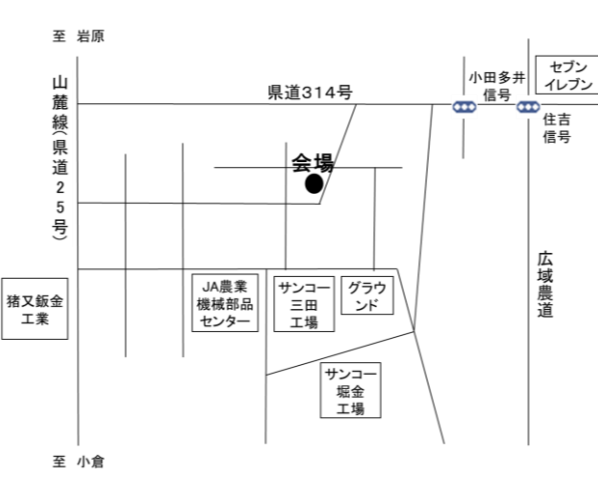 至 岩原
山麓線(県道25号)
県道314号
小田多井
信号
セブン
イレブン
住吉
信号
会場
広域農道
猪又鈑金
工業
JA農業
機械部品
センター
サンコー
三田
工場
グラウ
ンド
サンコー
堀金
工場
至 小倉